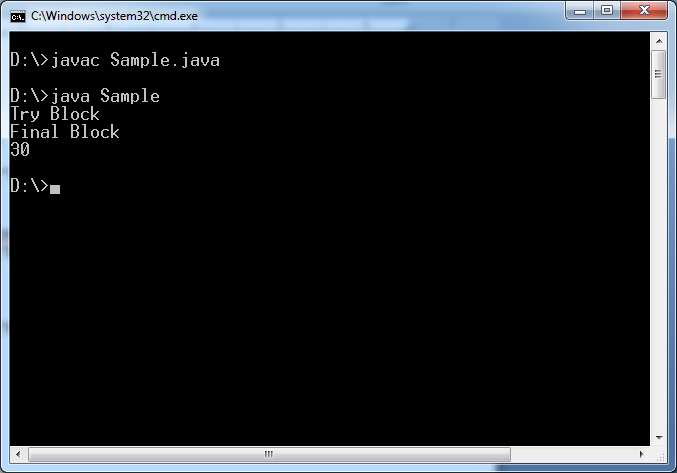 C:\Windows\system32\cmd.exe
D:\>javac Sample.java
D:\>java Sample
Try Block
Final Block
30
D:\>